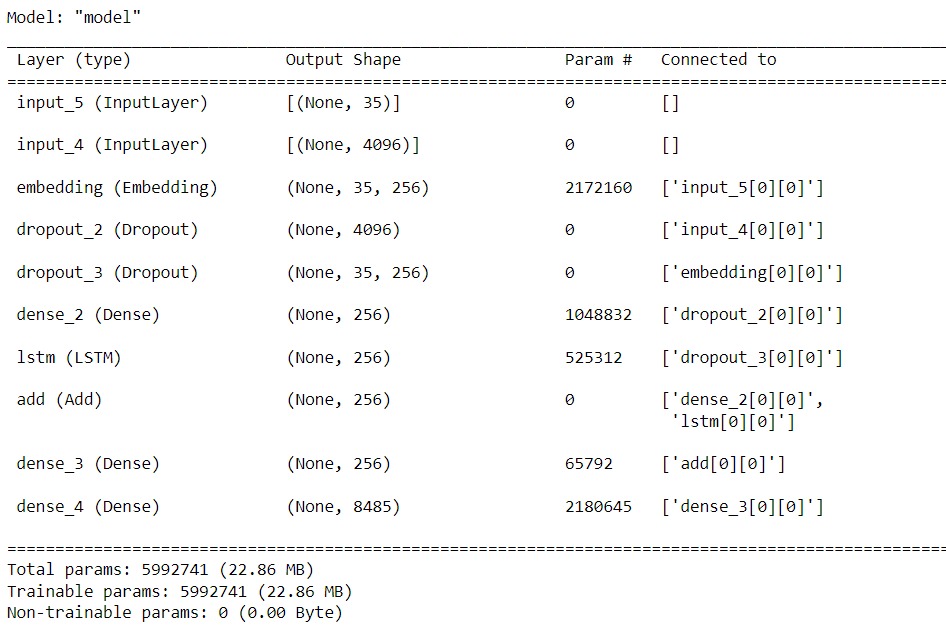 Model: "model"
Layer (type) Output Shape Param # Connected to
input_5 (InputLayer) [(None, 35)] 0 []
input_4 (InputLayer) [(None, 4096)] 0 []
embedding (Embedding) (None, 35, 256) 2172160 ['input_5[0][0]']
dropout_2 (Dropout) (None, 4096) 0 ['input_4[0][0]']
dropout_3 (Dropout) (None, 35, 256) 0 ['embedding[0][0]']
dense_2 (Dense) (None, 256) 1048832 ['dropout_2[0][0]']
lstm (LSTM) (None, 256) 525312 ['dropout_3[0][0]']
add (Add) (None, 256) 0 ['dense_2[0][0]',
'lstm[0][0]']
dense_3 (Dense) (None, 256) 65792 ['add[0][0]']
dense_4 (Dense) (None, 8485) 2180645 ['dense_3[0][0]']
Total params: 5992741 (22.86 MB)
Trainable params: 5992741 (22.86 MB)
Non-trainable params: 0 (0.00 Byte)